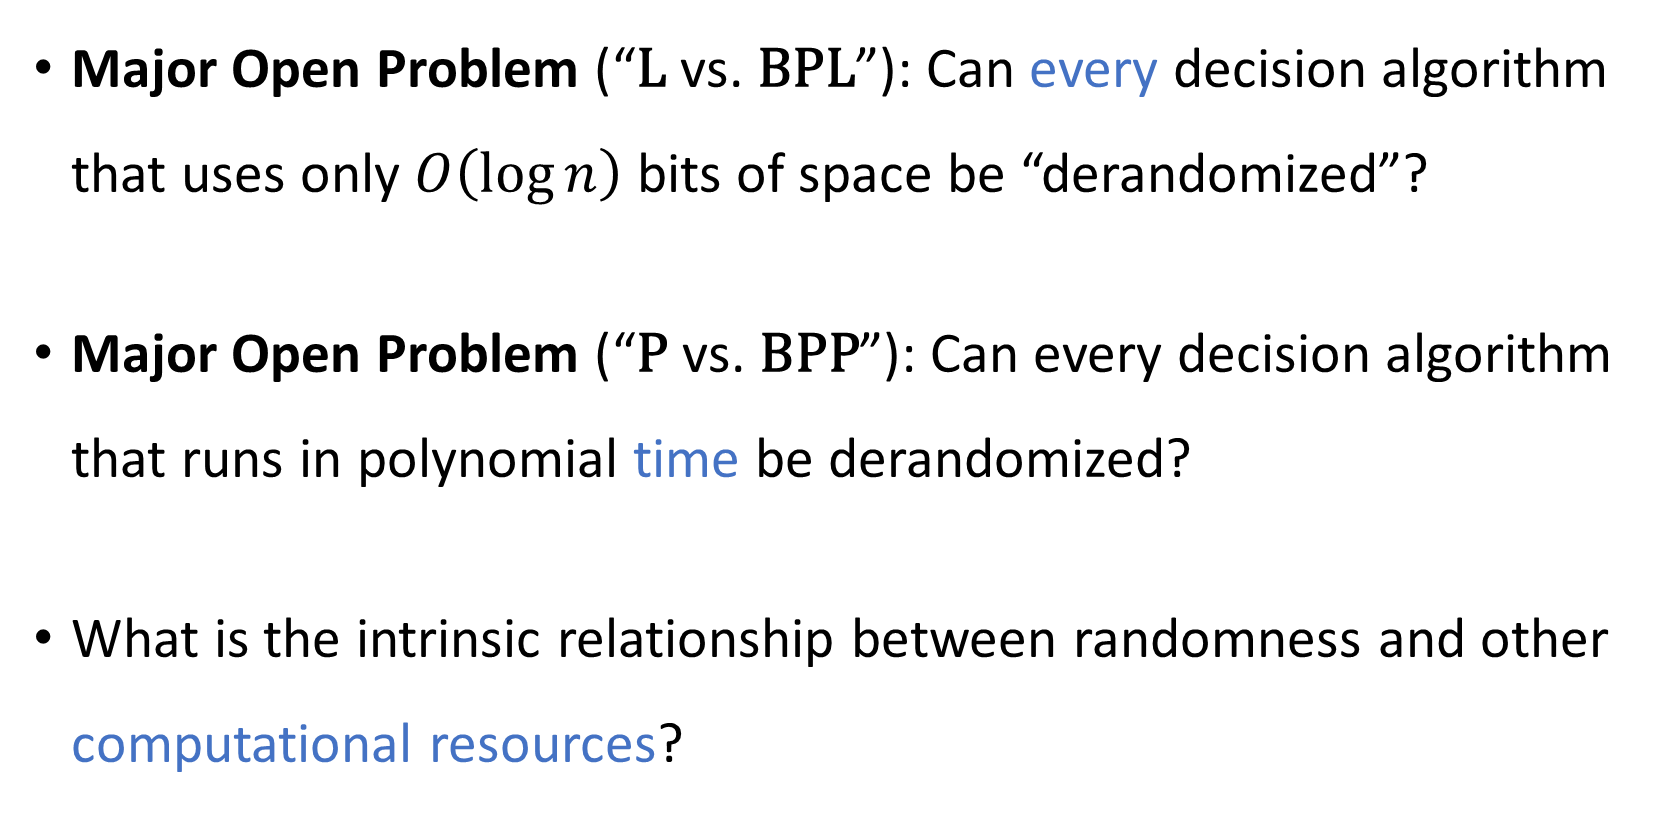 • Major Open Problem (“L vs. BPL”): Can every decision algorithm
that uses only O(log n) bits of space be “derandomized”?
• Major Open Problem (“P vs. BPP”): Can every decision algorithm
that runs in polynomial time be derandomized?
• What is the intrinsic relationship between randomness and other
computational resources?